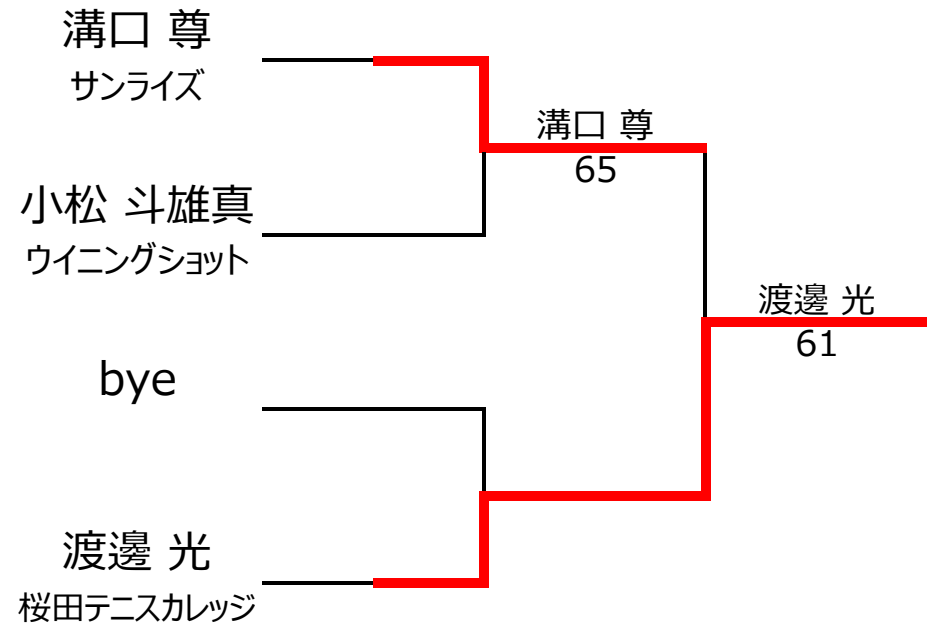 溝口 尊
サンライズ
溝口 尊
65
小松 斗雄真
ウイニングショット
渡邊 光
61
bye
渡邊 光
桜田テニスカレッジ